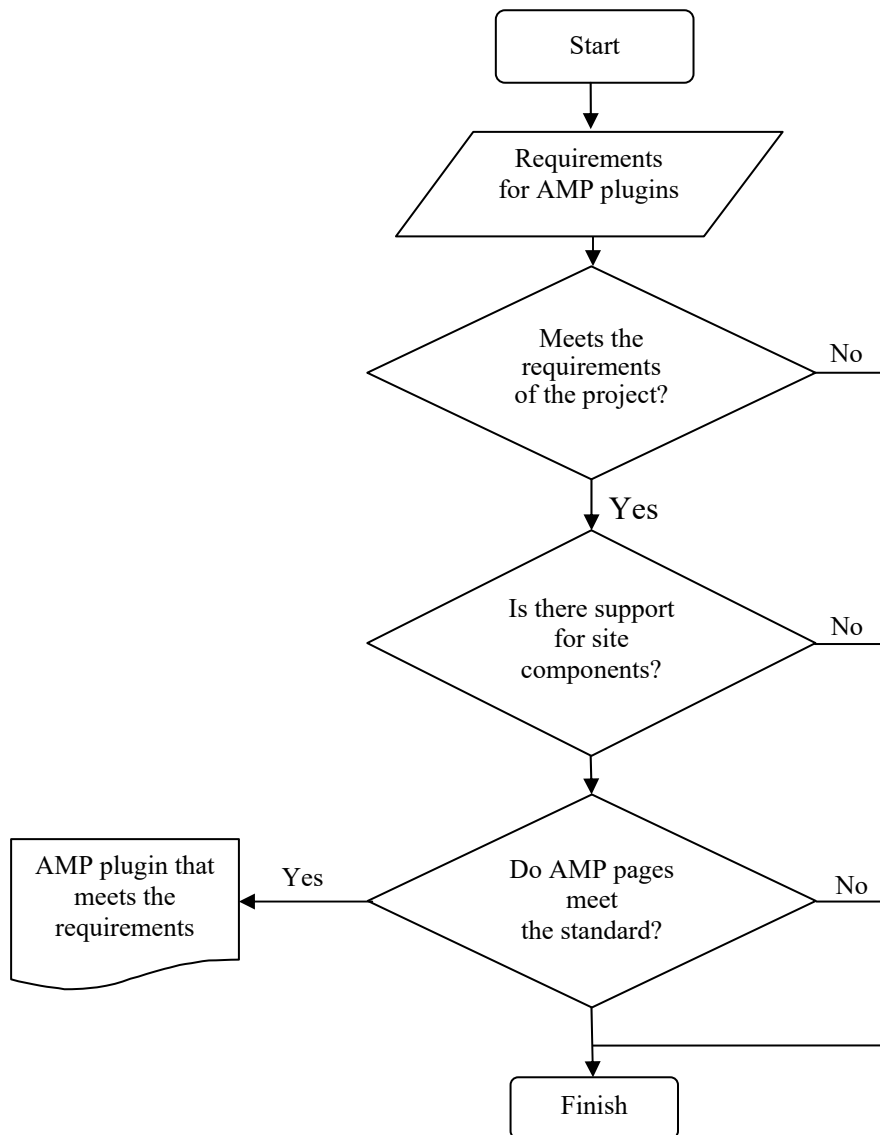 Start
Requirements
for AMP plugins
Meets the
requirements
of the project?
No
Yes
Is there support
for site
components?
No
Do AMP pages
meet
the standard?
No
Yes
AMP plugin that
meets the
requirements
Finish